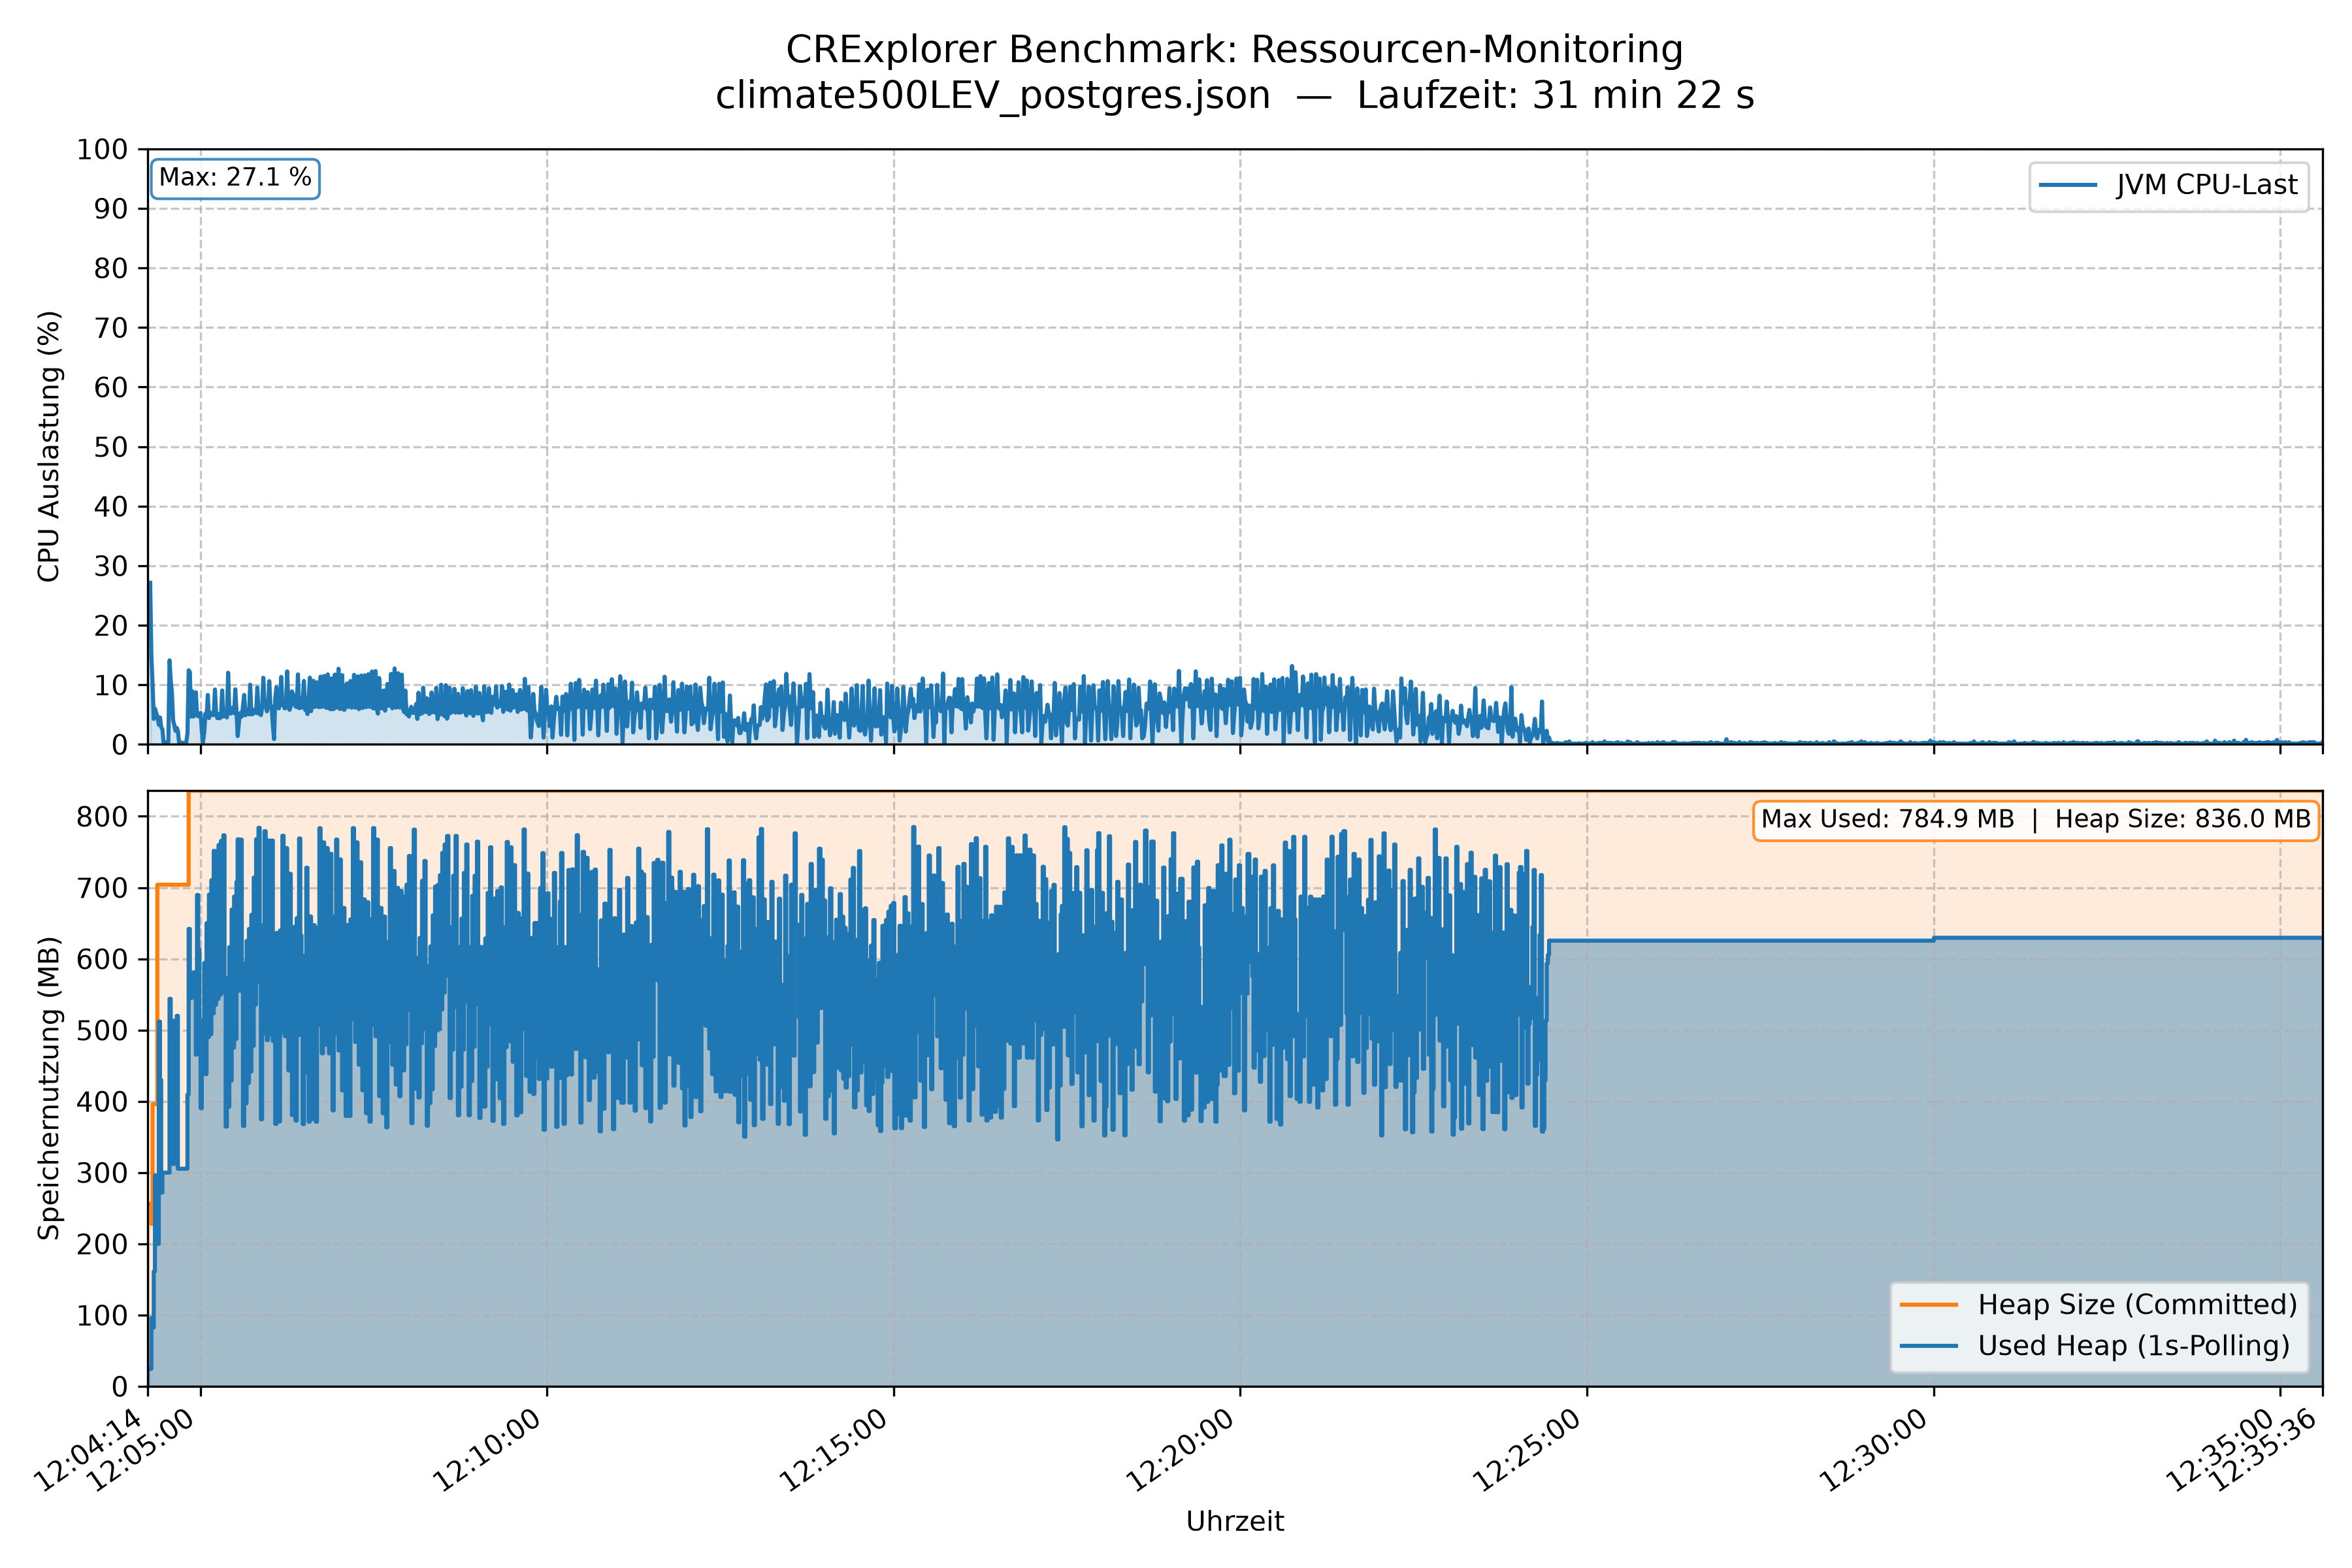 CRExplorer Benchmark: Ressourcen-Monitoring
climate500LEV_postgres.json — Laufzeit: 31 min 22 s
100
90
80
70
60
50
40
30
20
10
0
CPU Auslastung (%)
Max: 27.1 %
JVM CPU-Last
800
700
600
500
400
300
200
100
0
Speichernutzung (MB)
Max Used: 784.9 MB | Heap Size: 836.0 MB
Heap Size (Committed)
Used Heap (1s-Polling)
12:04:14
12:05:00
12:10:00
12:15:00
12:20:00
12:25:00
12:30:00
12:35:00
12:35:36
Uhrzeit